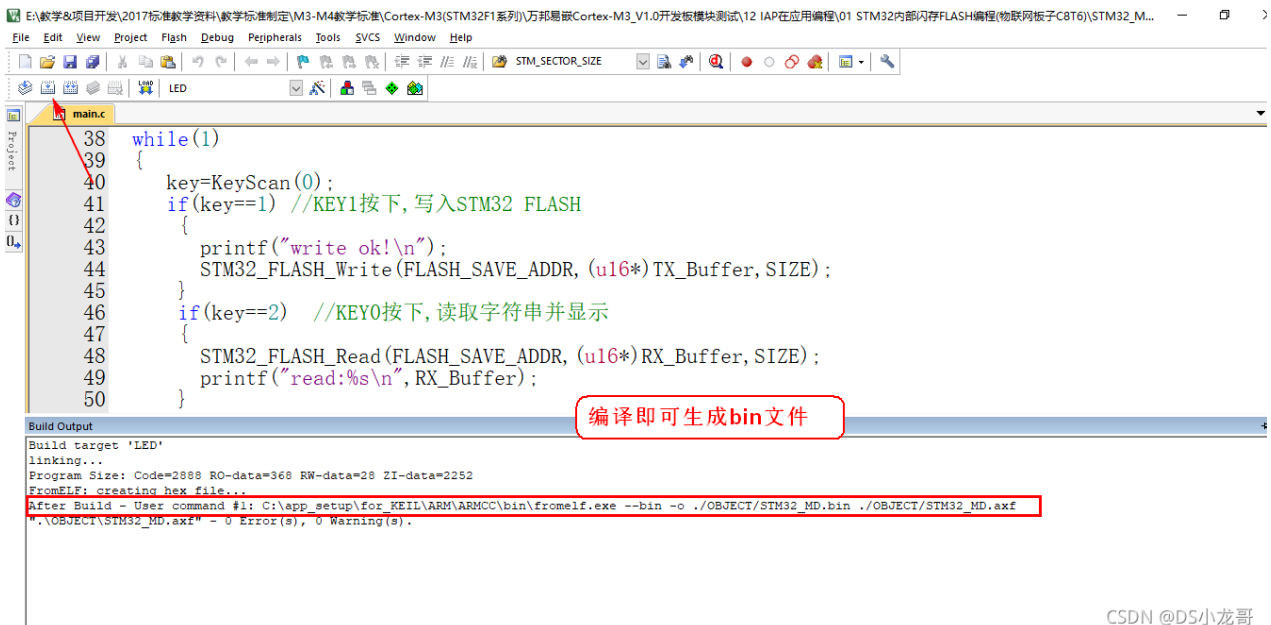 E:\教学&项目开发\2017标准教学资料\教学标准制定\M3-M4教学标准\Cortex-M3(STM32F1系列)\万邦易嵌Cortex-M3_V1.0开发板模块测试\12 IAP在应用编程\01 STM32内部闪存FLASH编程(物联网板子C8T6)\STM32_M...
File Edit View Project Flash Debug Peripherals Tools SVCS Window Help
STM_SECTOR_SIZE
LOAD LED
main.c
Project
38 while(1)
39 {
40 key=KeyScan(0);
41 if(key==1) //KEY1按下,写入STM32 FLASH
42 {
43 printf("write ok!\n");
44 STM32_FLASH_Write(FLASH_SAVE_ADDR,(u16*)TX_Buffer,SIZE);
45 }
46 if(key==2) //KEY0按下,读取字符串并显示
47 {
48 STM32_FLASH_Read(FLASH_SAVE_ADDR,(u16*)RX_Buffer,SIZE);
49 printf("read:%s\n",RX_Buffer);
50 }
编译即可生成bin文件
Build Output
Build target 'LED'
linking...
Program Size: Code=2888 RO-data=368 RW-data=28 ZI-data=2252
FromELF: creating hex file...
After Build - User command #1: C:\app_setup\for_KEIL\ARM\ARMCC\bin\fromelf.exe --bin -o ./OBJECT/STM32_MD.bin ./OBJECT/STM32_MD.axf
".\OBJECT\STM32_MD.axf" - 0 Error(s), 0 Warning(s).
CSDN @DS小龙哥